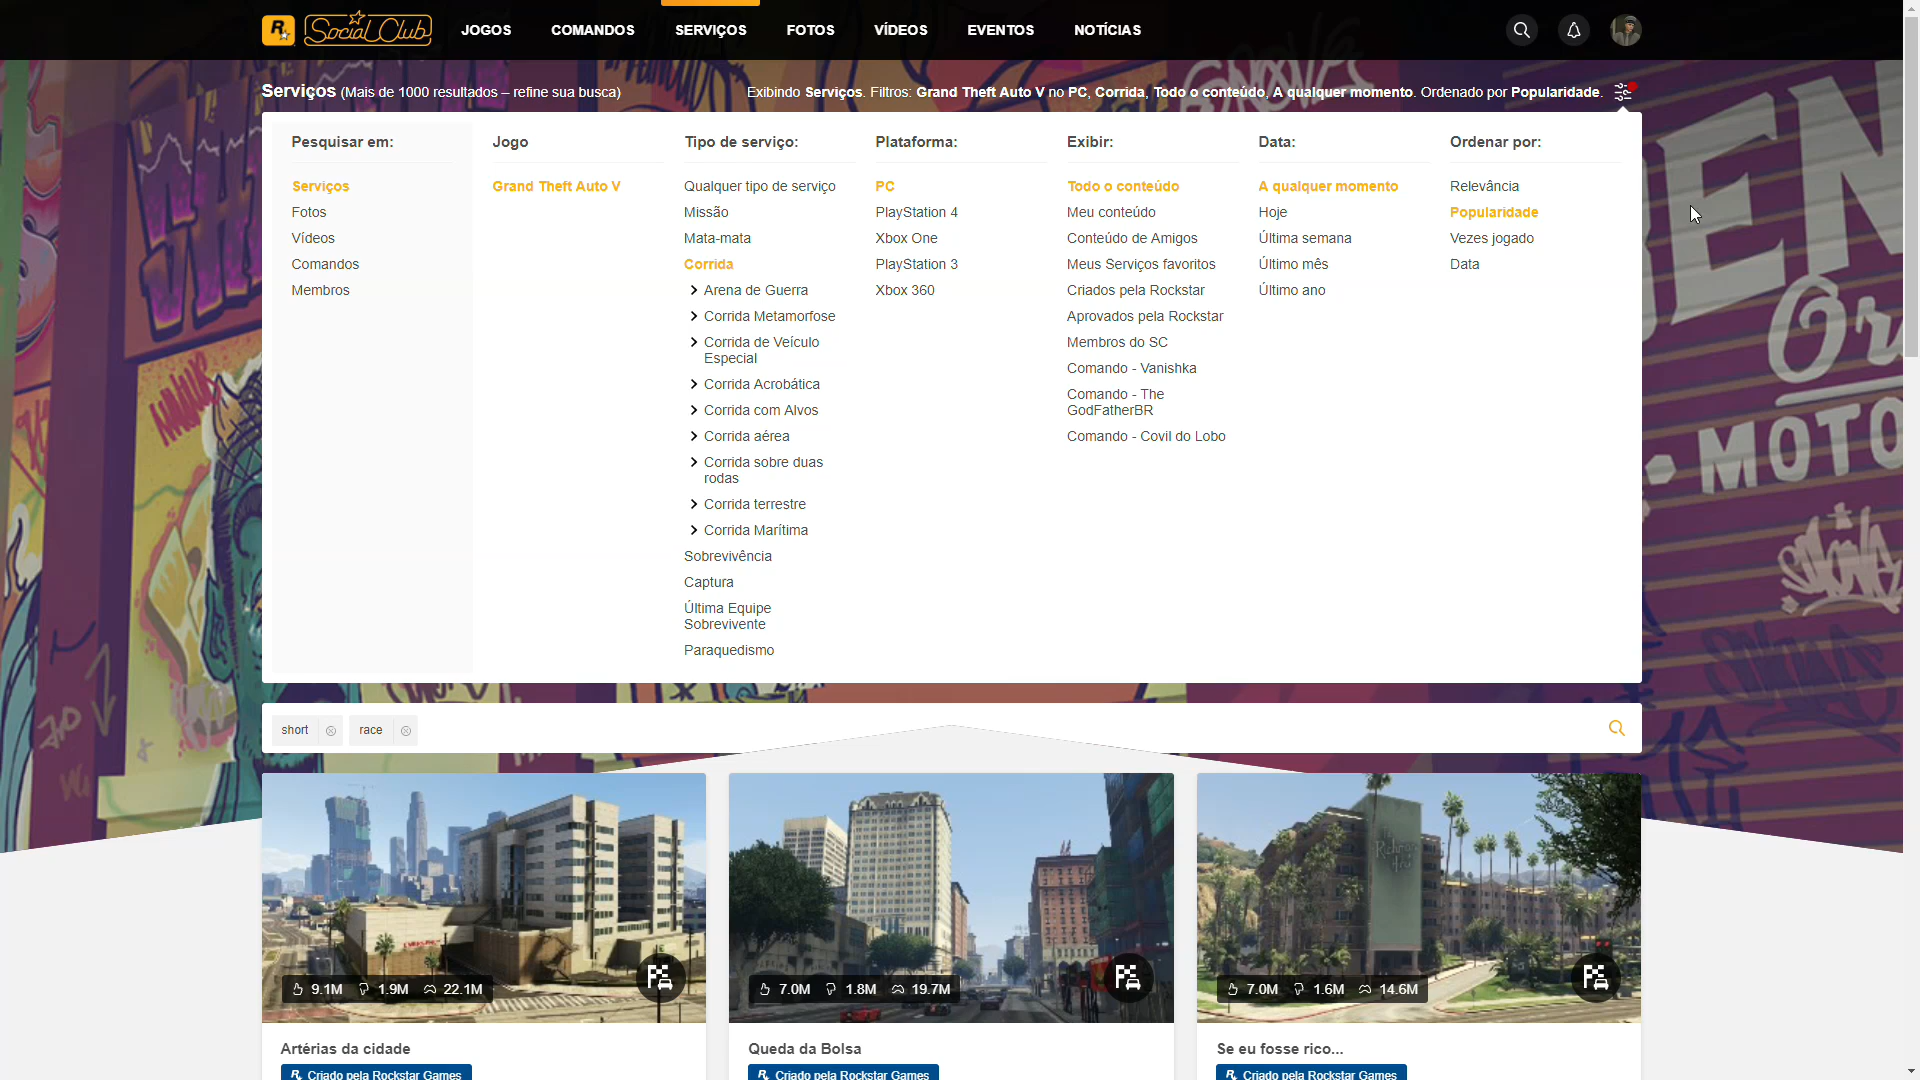 R Social Club JOGOS COMANDOS SERVIÇOS FOTOS VÍDEOS EVENTOS NOTÍCIAS
Serviços (Mais de 1000 resultados – refine sua busca)
Exibindo Serviços. Filtros: Grand Theft Auto V no PC, Corrida, Todo o conteúdo, A qualquer momento. Ordenado por Popularidade.
Pesquisar em:
Serviços
Fotos
Vídeos
Comandos
Membros
Jogo
Grand Theft Auto V
Tipo de serviço:
Qualquer tipo de serviço
Missão
Mata-mata
Corrida
Arena de Guerra
Corrida Metamorfose
Corrida de Veículo
Especial
Corrida Acrobática
Corrida com Alvos
Corrida aérea
Corrida sobre duas
rodas
Corrida terrestre
Corrida Marítima
Sobrevivência
Captura
Última Equipe
Sobrevivente
Paraquedismo
Plataforma:
PC
PlayStation 4
Xbox One
PlayStation 3
Xbox 360
Exibir:
Todo o conteúdo
Meu conteúdo
Conteúdo de Amigos
Meus Serviços favoritos
Criados pela Rockstar
Aprovados pela Rockstar
Membros do SC
Comando - Vanishka
Comando - The
GodFatherBR
Comando - Covil do Lobo
Data:
A qualquer momento
Hoje
Última semana
Último mês
Último ano
Ordenar por:
Relevância
Popularidade
Vezes jogado
Data
short race
9.1M 1.9M 22.1M
Artérias da cidade
Criado pela Rockstar Games
7.0M 1.8M 19.7M
Queda da Bolsa
Criado pela Rockstar Games
7.0M 1.6M 14.6M
Se eu fosse rico...
Criado pela Rockstar Games
MOTO